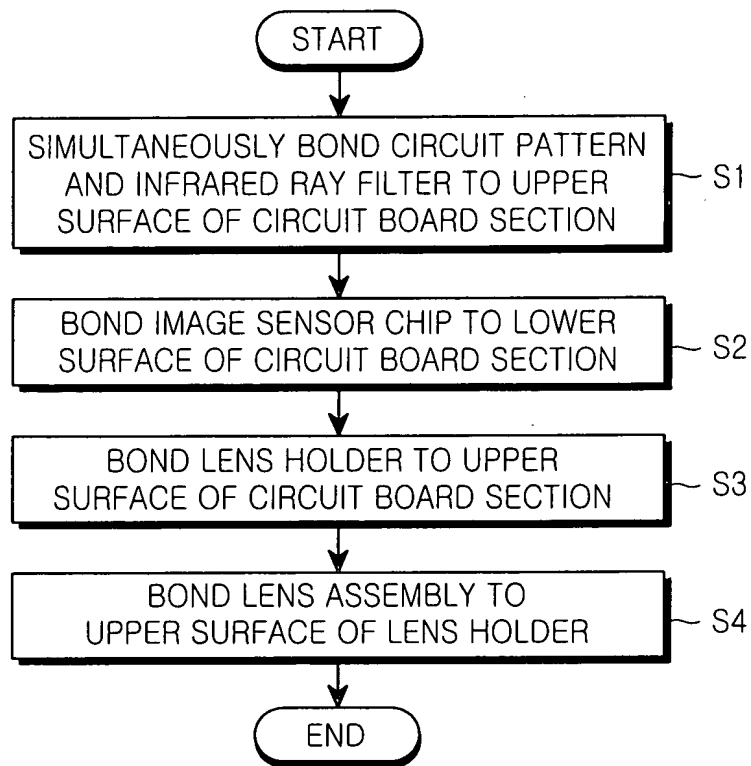 START
SIMULTANEOUSLY BOND CIRCUIT PATTERN
AND INFRARED RAY FILTER TO UPPER
SURFACE OF CIRCUIT BOARD SECTION
S1
BOND IMAGE SENSOR CHIP TO LOWER
SURFACE OF CIRCUIT BOARD SECTION
S2
BOND LENS HOLDER TO UPPER
SURFACE OF CIRCUIT BOARD SECTION
S3
BOND LENS ASSEMBLY TO
UPPER SURFACE OF LENS HOLDER
S4
END